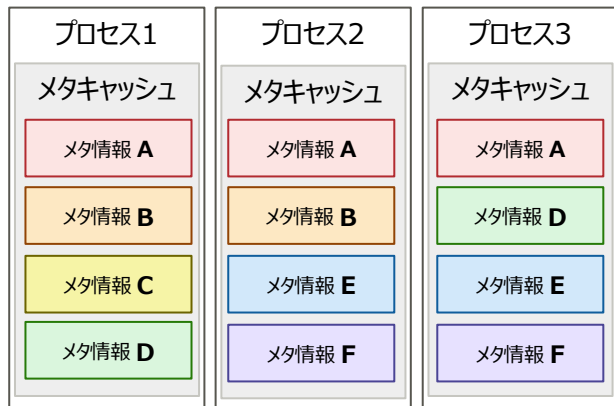 プロセス1
メタキャッシュ
メタ情報 A
メタ情報 B
メタ情報 C
メタ情報 D
プロセス2
メタキャッシュ
メタ情報 A
メタ情報 B
メタ情報 E
メタ情報 F
プロセス3
メタキャッシュ
メタ情報 A
メタ情報 D
メタ情報 E
メタ情報 F